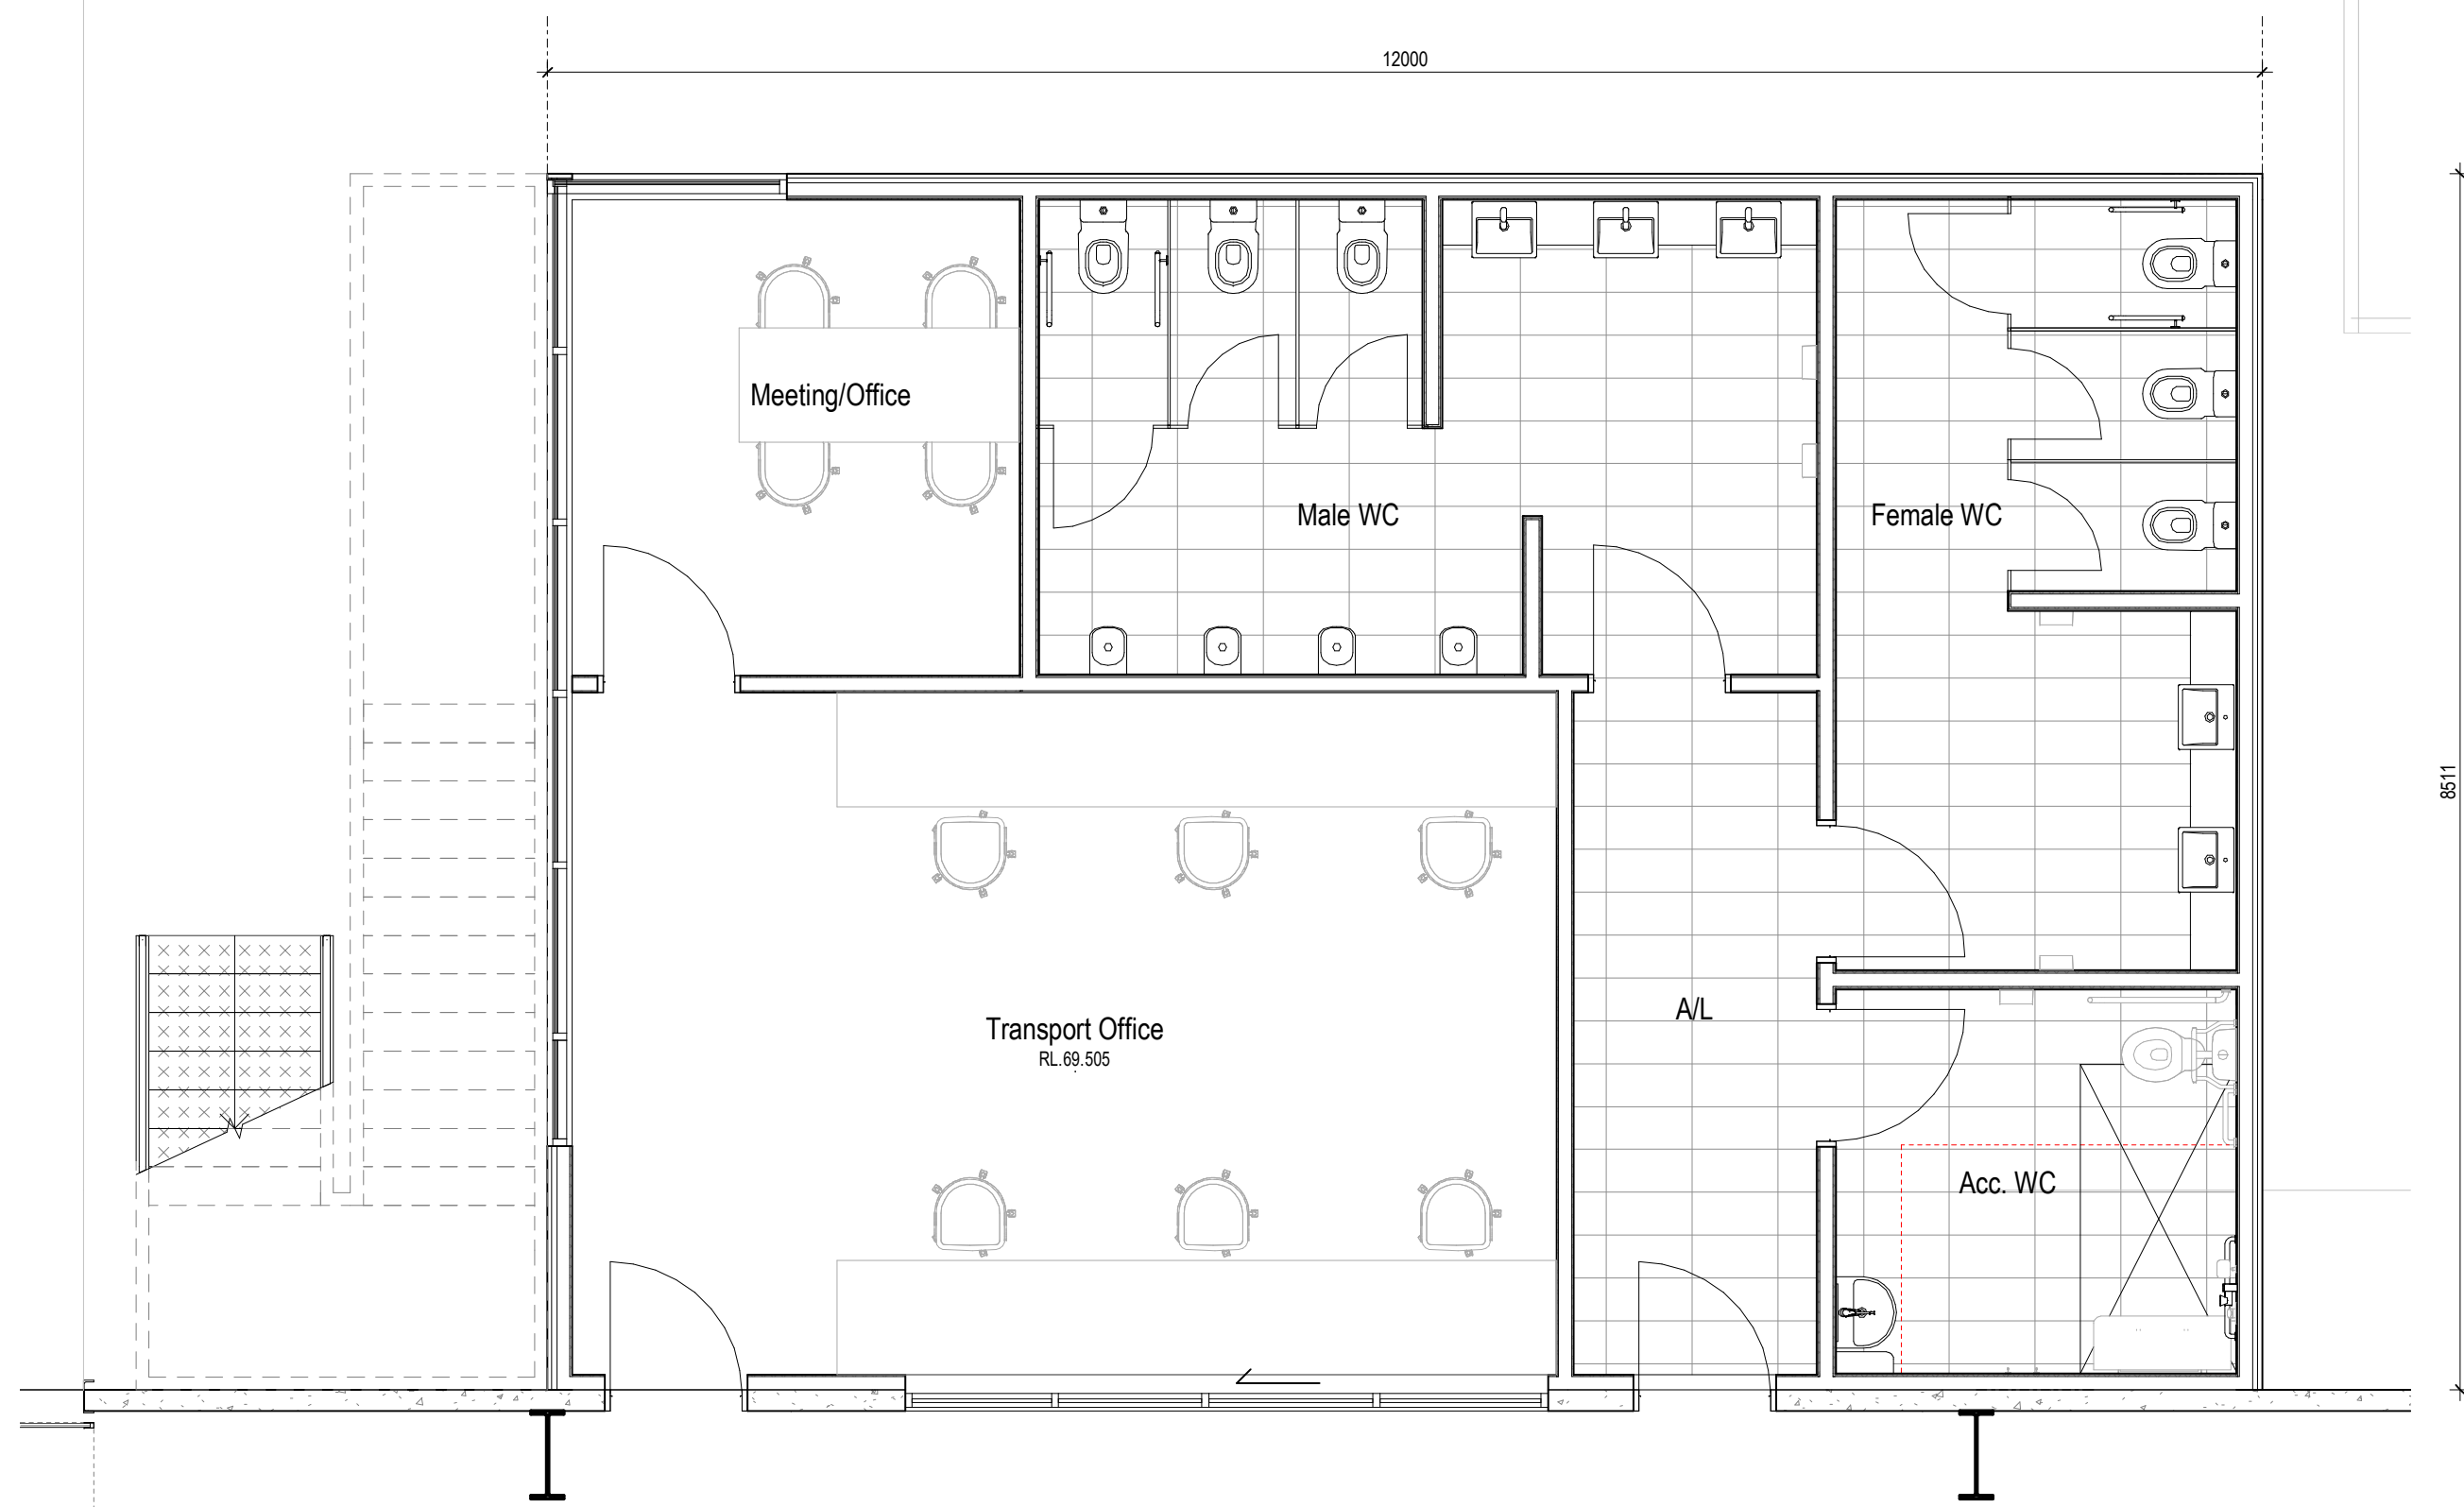 12000
Meeting/Office
Male WC
Female WC
8511
A/L
Transport Office
RL.69.505
Acc. WC